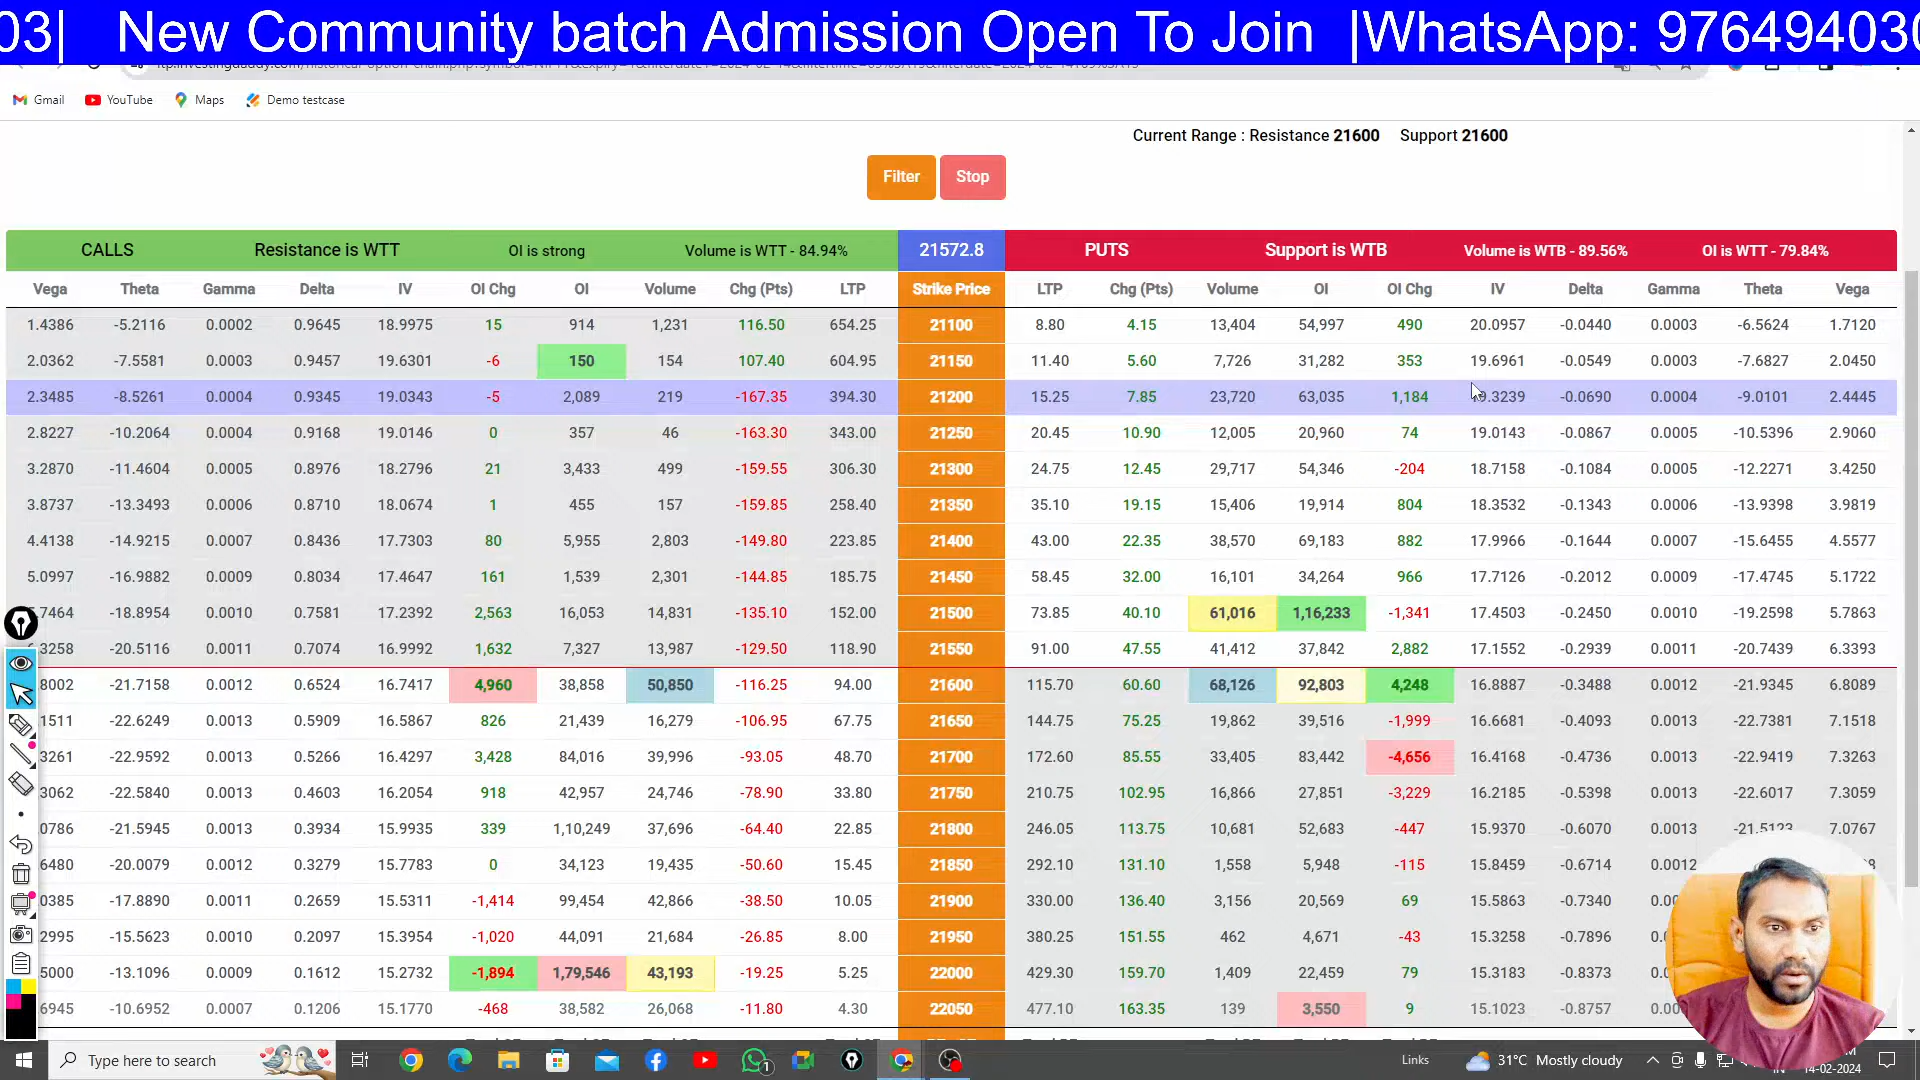 03|   New Community batch Admission Open To Join  |WhatsApp: 976494030
Gmail YouTube Maps Demo testcase
Current Range : Resistance 21600 Support 21600
Filter Stop
CALLS Resistance is WTT OI is strong Volume is WTT - 84.94% 21572.8 PUTS Support is WTB Volume is WTB - 89.56% OI is WTT - 79.84%
Vega Theta Gamma Delta IV OI Chg OI Volume Chg (Pts) LTP Strike Price LTP Chg (Pts) Volume OI OI Chg IV Delta Gamma Theta Vega
1.4386 -5.2116 0.0002 0.9645 18.9975 15 914 1,231 116.50 654.25 21100 8.80 4.15 13,404 54,997 490 20.0957 -0.0440 0.0003 -6.5624 1.7120
2.0362 -7.5581 0.0003 0.9457 19.6301 -6 150 154 107.40 604.95 21150 11.40 5.60 7,726 31,282 353 19.6961 -0.0549 0.0003 -7.6827 2.0450
2.3485 -8.5261 0.0004 0.9345 19.0343 -5 2,089 219 -167.35 394.30 21200 15.25 7.85 23,720 63,035 1,184 9.3239 -0.0690 0.0004 -9.0101 2.4445
2.8227 -10.2064 0.0004 0.9168 19.0146 0 357 46 -163.30 343.00 21250 20.45 10.90 12,005 20,960 74 19.0143 -0.0867 0.0005 -10.5396 2.9060
3.2870 -11.4604 0.0005 0.8976 18.2796 21 3,433 499 -159.55 306.30 21300 24.75 12.45 29,717 54,346 -204 18.7158 -0.1084 0.0005 -12.2271 3.4250
3.8737 -13.3493 0.0006 0.8710 18.0674 1 455 157 -159.85 258.40 21350 35.10 19.15 15,406 19,914 804 18.3532 -0.1343 0.0006 -13.9398 3.9819
4.4138 -14.9215 0.0007 0.8436 17.7303 80 5,955 2,803 -149.80 223.85 21400 43.00 22.35 38,570 69,183 882 17.9966 -0.1644 0.0007 -15.6455 4.5577
5.0997 -16.9882 0.0009 0.8034 17.4647 161 1,539 2,301 -144.85 185.75 21450 58.45 32.00 16,101 34,264 966 17.7126 -0.2012 0.0009 -17.4745 5.1722
.7464 -18.8954 0.0010 0.7581 17.2392 2,563 16,053 14,831 -135.10 152.00 21500 73.85 40.10 61,016 1,16,233 -1,341 17.4503 -0.2450 0.0010 -19.2598 5.7863
.3258 -20.5116 0.0011 0.7074 16.9992 1,632 7,327 13,987 -129.50 118.90 21550 91.00 47.55 41,412 37,842 2,882 17.1552 -0.2939 0.0011 -20.7439 6.3393
8002 -21.7158 0.0012 0.6524 16.7417 4,960 38,858 50,850 -116.25 94.00 21600 115.70 60.60 68,126 92,803 4,248 16.8887 -0.3488 0.0012 -21.9345 6.8089
1511 -22.6249 0.0013 0.5909 16.5867 826 21,439 16,279 -106.95 67.75 21650 144.75 75.25 19,862 39,516 -1,999 16.6681 -0.4093 0.0013 -22.7381 7.1518
3261 -22.9592 0.0013 0.5266 16.4297 3,428 84,016 39,996 -93.05 48.70 21700 172.60 85.55 33,405 83,442 -4,656 16.4168 -0.4736 0.0013 -22.9419 7.3263
3062 -22.5840 0.0013 0.4603 16.2054 918 42,957 24,746 -78.90 33.80 21750 210.75 102.95 16,866 27,851 -3,229 16.2185 -0.5398 0.0013 -22.6017 7.3059
0786 -21.5945 0.0013 0.3934 15.9935 339 1,10,249 37,696 -64.40 22.85 21800 246.05 113.75 10,681 52,683 -447 15.9370 -0.6070 0.0013 -21.5123 7.0767
6480 -20.0079 0.0012 0.3279 15.7783 0 34,123 19,435 -50.60 15.45 21850 292.10 131.10 1,558 5,948 -115 15.8459 -0.6714 0.0012 8
0385 -17.8890 0.0011 0.2659 15.5311 -1,414 99,454 42,866 -38.50 10.05 21900 330.00 136.40 3,156 20,569 69 15.5863 -0.7340 0.00
2995 -15.5623 0.0010 0.2097 15.3954 -1,020 44,091 21,684 -26.85 8.00 21950 380.25 151.55 462 4,671 -43 15.3258 -0.7896 0.0
5000 -13.1096 0.0009 0.1612 15.2732 -1,894 1,79,546 43,193 -19.25 5.25 22000 429.30 159.70 1,409 22,459 79 15.3183 -0.8373 0.0
6945 -10.6952 0.0007 0.1206 15.1770 -468 38,582 26,068 -11.80 4.30 22050 477.10 163.35 139 3,550 9 15.1023 -0.8757 0.00
Type here to search 1 Links 31°C Mostly cloudy
14-02-2024